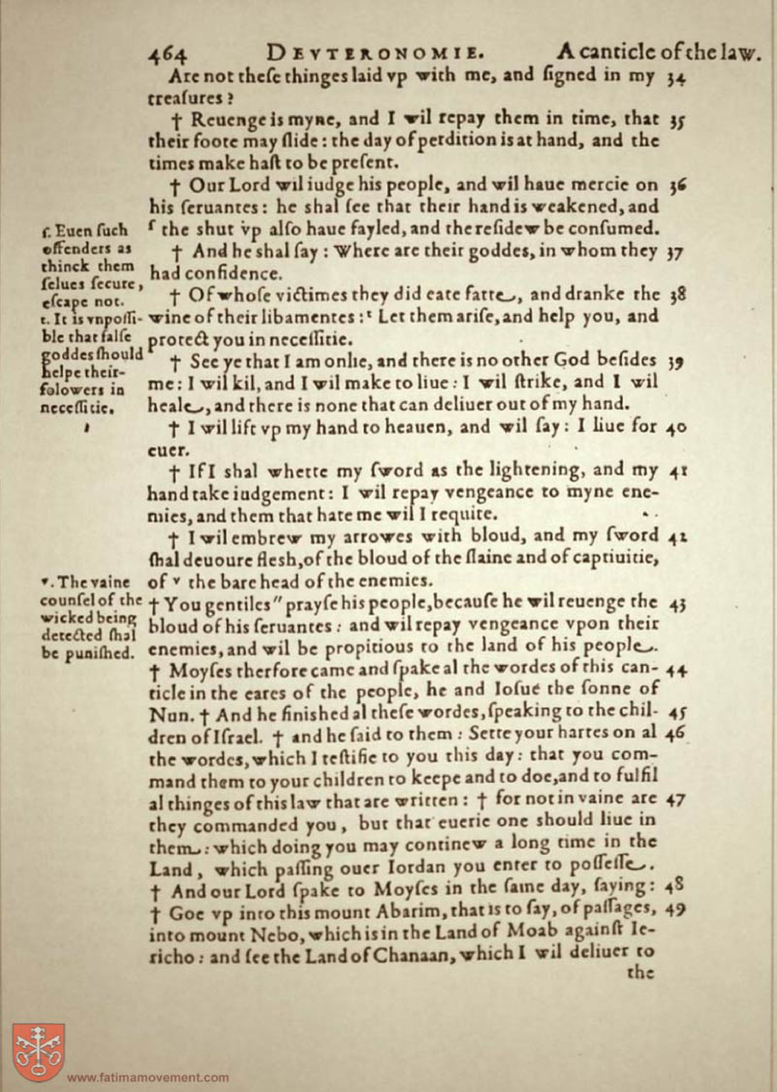 464 DEVTERONOMIE. A canticle of the law.
Are not theſe thinges laid vp with me, and ſigned in my 34
treaſures?
† Reuenge is myne, and I wil repay them in time, that 35
their foote may ſlide: the day of perdition is at hand, and the
times make haſt to be preſent.
† Our Lord wil iudge his people, and wil haue mercie on 36
his ſeruantes: he shal ſee that their hand is weakened, and
ſ the shut vp alſo haue fayled, and the reſidew be conſumed.
† And he shal ſay: Where are their goddes, in whom they 37
had confidence.
† Of whoſe victimes they did eate fatte, and dranke the 38
wine of their libamentes: t Let them ariſe, and help you, and
protect you in neceſſitie.
† See ye that I am onlie, and there is no other God beſides 39
me: I wil kil, and I wil make to liue: I wil ſtrike, and I wil
heale, and there is none that can deliuer out of my hand.
† I wil lift vp my hand to heauen, and wil ſay: I liue for 40
euer.
† If I shal whette my ſword as the lightening, and my 41
hand take iudgement: I wil repay vengeance to myne ene-
mies, and them that hate me wil I requite.
† I wil embrew my arrowes with bloud, and my ſword 42
ſhal deuoure fleſh, of the bloud of the ſlaine and of captiuitie,
of v the bare head of the enemies.
† You gentiles" prayſe his people, becauſe he wil reuenge the 43
bloud of his ſeruantes: and wil repay vengeance vpon their
enemies, and wil be propitious to the land of his people.
† Moyſes therfore came and ſpake al the wordes of this can- 44
ticle in the eares of the people, he and Ioſue the ſonne of
Nun. † And he finished al theſe wordes, ſpeaking to the chil- 45
dren of Iſrael. † and he ſaid to them: Sette your hartes on al 46
the wordes, which I teſtifie to you this day: that you com-
mand them to your children to keepe and to doe, and to fulfil
al thinges of this law that are written: † for not in vaine are 47
they commanded you, but that euerie one should liue in
them: which doing you may continew a long time in the
Land, which paſſing ouer Iordan you enter to poſſeſſe.
† And our Lord ſpake to Moyſes in the ſame day, ſaying: 48
† Goe vp into this mount Abarim, that is to ſay, of paſſages, 49
into mount Nebo, which is in the Land of Moab againſt Ie-
richo: and ſee the Land of Chanaan, which I wil deliuer to
the
ſ. Euen ſuch
offenders as
thinck them
ſelues ſecure,
eſcape not.
t. It is vnpoſſi-
ble that falſe
goddes ſhould
helpe their
folowers in
neceſſitie.
v. The vaine
counſel of the
wicked being
detected ſhal
be puniſhed.
www.fatimamovement.com